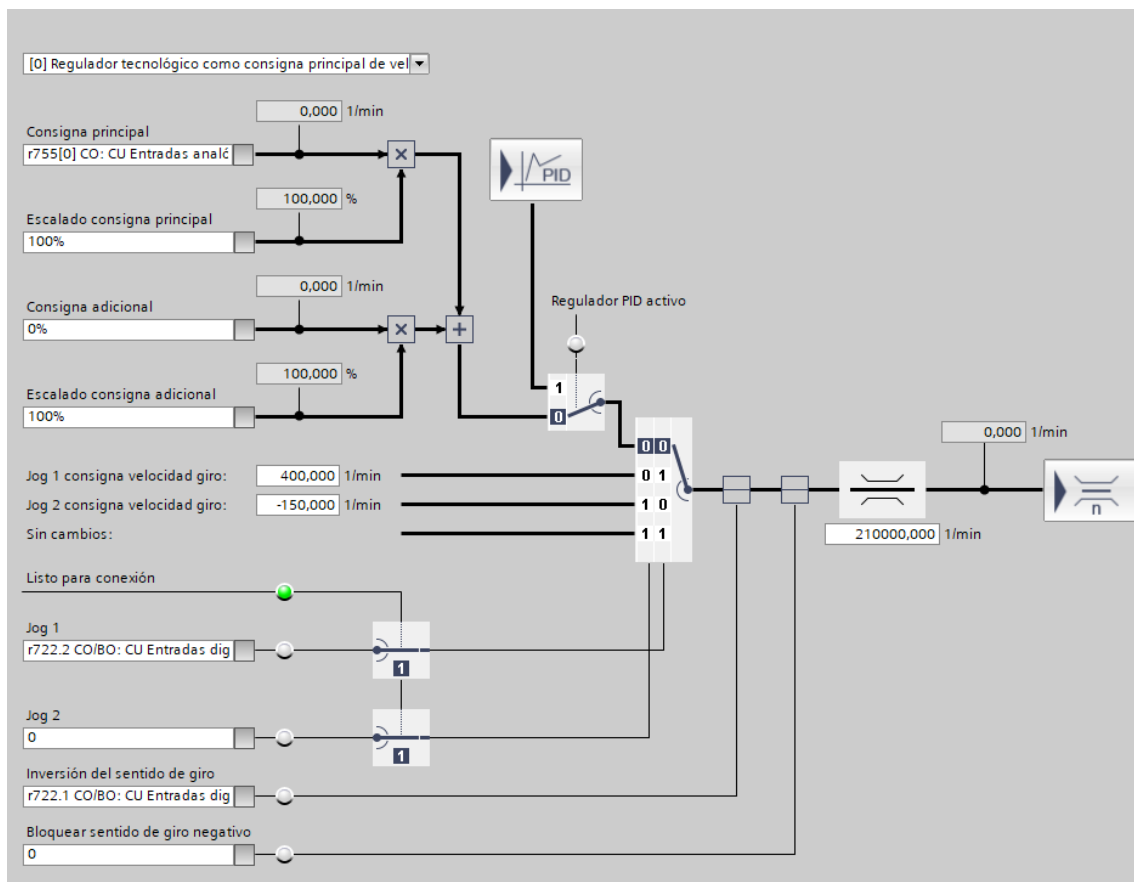 [0] Regulador tecnológico como consigna principal de vel
0,000 1/min
Consigna principal
r755[0] CO: CU Entradas analó
×
PID
100,000 %
Escalado consigna principal
100%
0,000 1/min
Consigna adicional
0%
×
+
Regulador PID activo
100,000 %
Escalado consigna adicional
100%
1
0
0 0
0,000 1/min
Jog 1 consigna velocidad giro: 400,000 1/min
0 1
Jog 2 consigna velocidad giro: -150,000 1/min
1 0
n
Sin cambios:
1 1
210000,000 1/min
Listo para conexión
Jog 1
r722.2 CO/BO: CU Entradas dig
1
Jog 2
0
1
Inversión del sentido de giro
r722.1 CO/BO: CU Entradas dig
Bloquear sentido de giro negativo
0